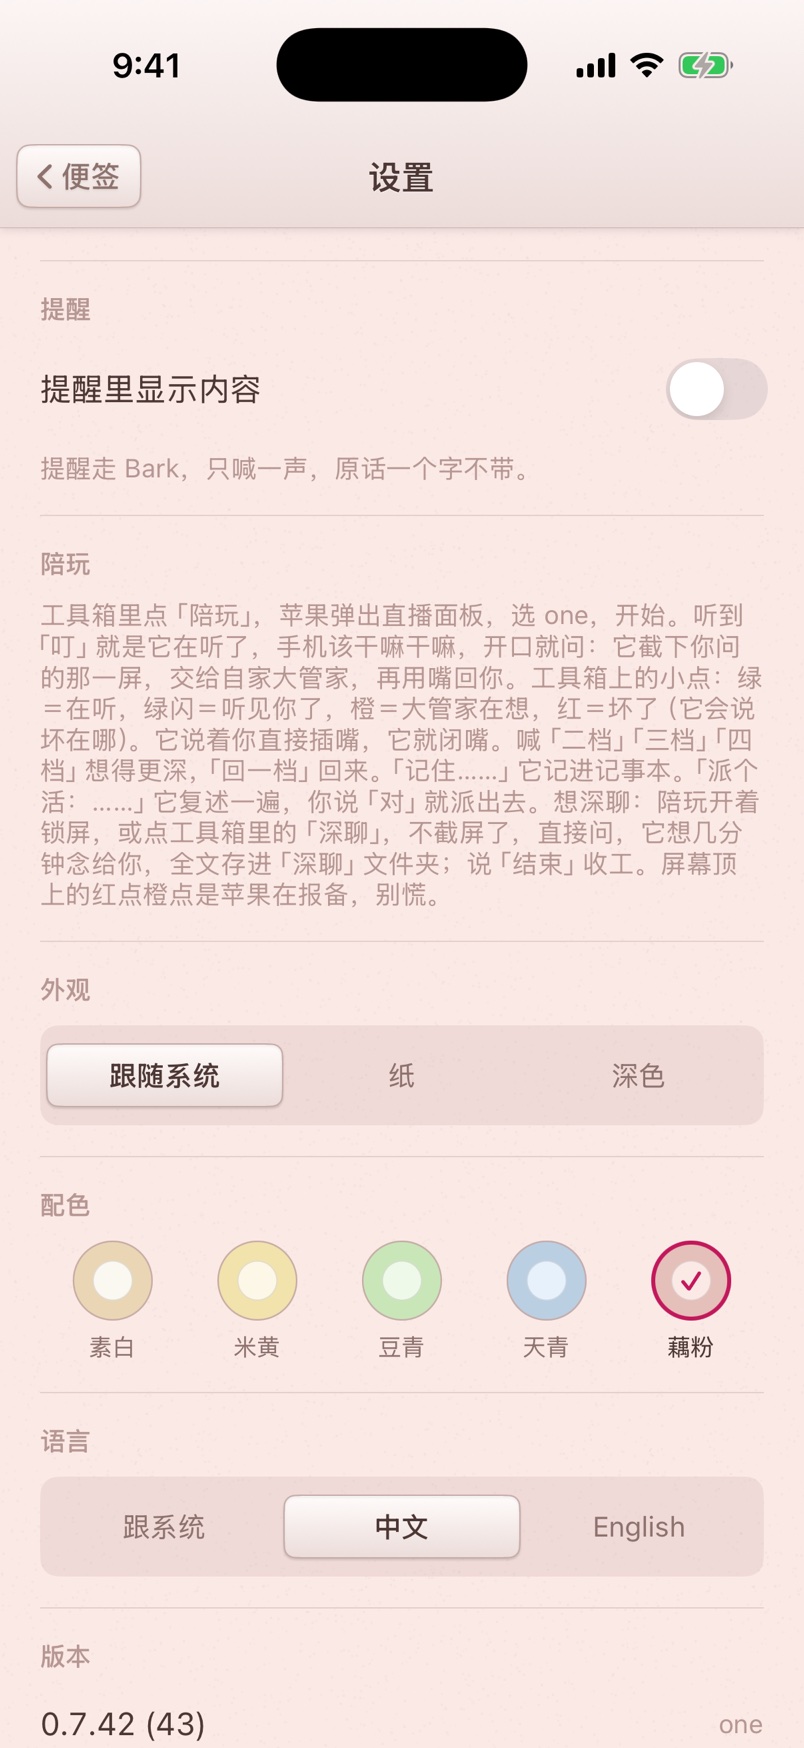 9:41
便签
设置
提醒
提醒里显示内容
提醒走 Bark，只喊一声，原话一个字不带。
陪玩
工具箱里点「陪玩」，苹果弹出直播面板，选 one，开始。听到
「叮」就是它在听了，手机该干嘛干嘛，开口就问：它截下你问
的那一屏，交给自家大管家，再用嘴回你。工具箱上的小点：绿
＝在听，绿闪＝听见你了，橙＝大管家在想，红＝坏了（它会说
坏在哪）。它说着你直接插嘴，它就闭嘴。喊「二档」「三档」「四
档」想得更深，「回一档」回来。「记住……」它记进记事本。「派个
活：……」它复述一遍，你说「对」就派出去。想深聊：陪玩开着
锁屏，或点工具箱里的「深聊」，不截屏了，直接问，它想几分
钟念给你，全文存进「深聊」文件夹；说「结束」收工。屏幕顶
上的红点橙点是苹果在报备，别慌。
外观
跟随系统 纸 深色
配色
素白 米黄 豆青 天青 藕粉
语言
跟系统 中文 English
版本
0.7.42 (43) one